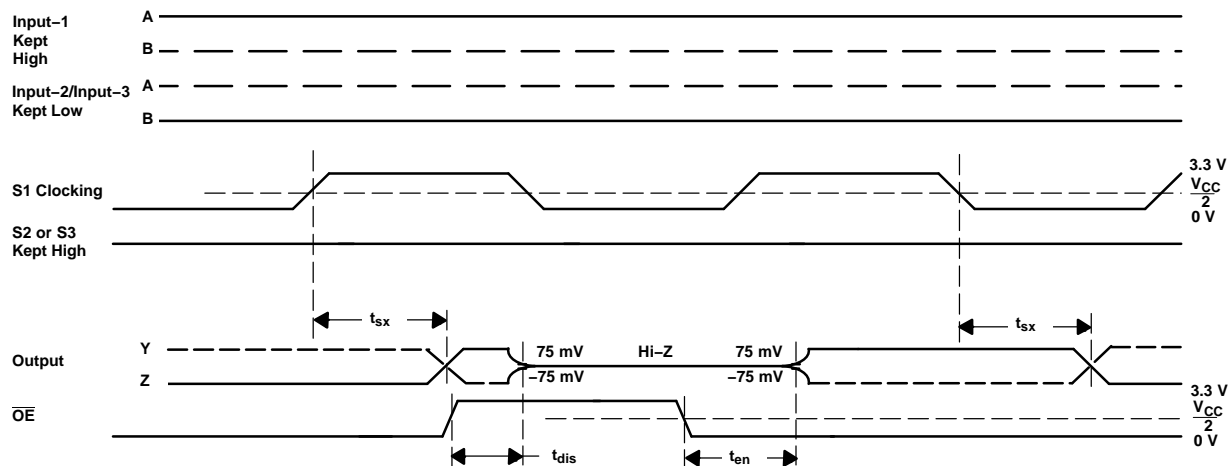 Input–1
Kept
High
A
B
Input–2/Input–3
Kept Low
A
B
S1 Clocking
3.3 V
VCC
2
0 V
S2 or S3
Kept High
tsx
tsx
Output
Y
Z
75 mV
–75 mV
Hi–Z
75 mV
–75 mV
OE
3.3 V
VCC
2
0 V
tdis
ten